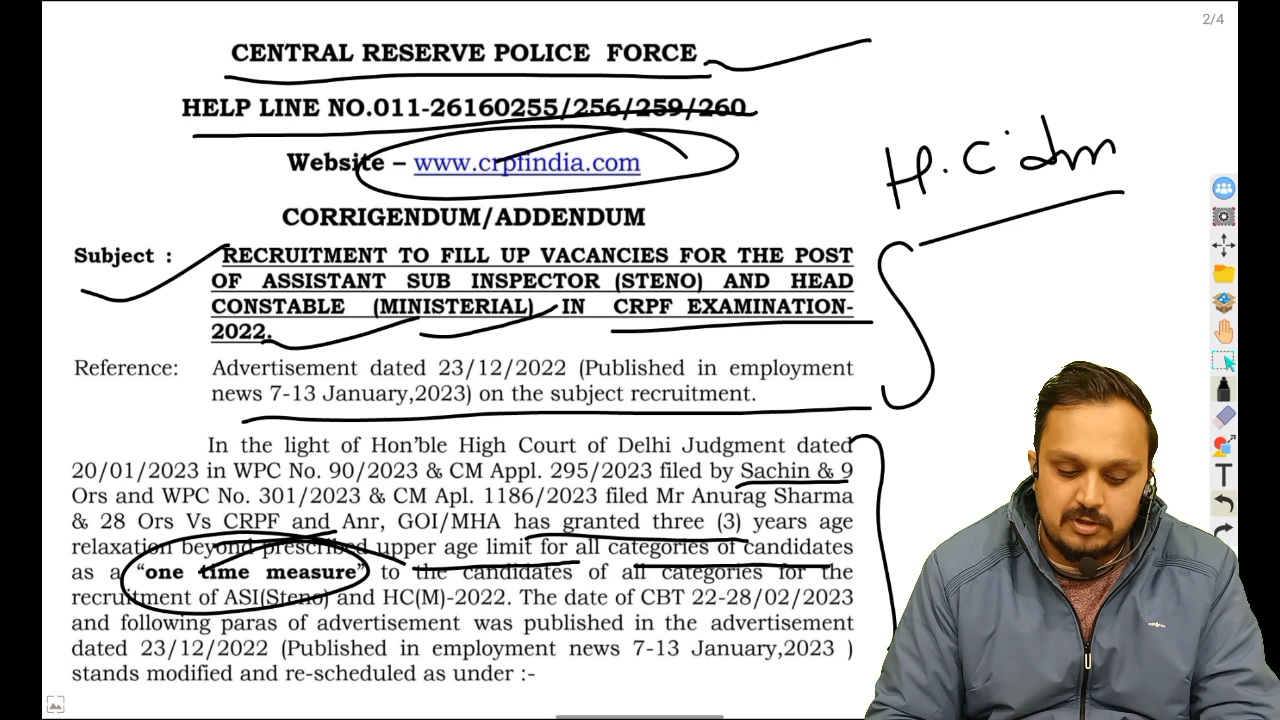 2/4
CENTRAL RESERVE POLICE FORCE
HELP LINE NO.011-26160255/256/259/260
Website – www.crpfindia.com
H.C
CORRIGENDUM/ADDENDUM
Subject : RECRUITMENT TO FILL UP VACANCIES FOR THE POST
OF ASSISTANT SUB INSPECTOR (STENO) AND HEAD
CONSTABLE (MINISTERIAL) IN CRPF EXAMINATION-
2022.
Reference: Advertisement dated 23/12/2022 (Published in employment
news 7-13 January,2023) on the subject recruitment.
In the light of Hon'ble High Court of Delhi Judgment dated
20/01/2023 in WPC No. 90/2023 & CM Appl. 295/2023 filed by Sachin & 9
Ors and WPC No. 301/2023 & CM Apl. 1186/2023 filed Mr Anurag Sharma
& 28 Ors Vs CRPF and Anr, GOI/MHA has granted three (3) years age
relaxation beyond prescribed upper age limit for all categories of candidates
as a “one time measure” to the candidates of all categories for the
recruitment of ASI(Steno) and HC(M)-2022. The date of CBT 22-28/02/2023
and following paras of advertisement was published in the advertisement
dated 23/12/2022 (Published in employment news 7-13 January,2023 )
stands modified and re-scheduled as under :-
T